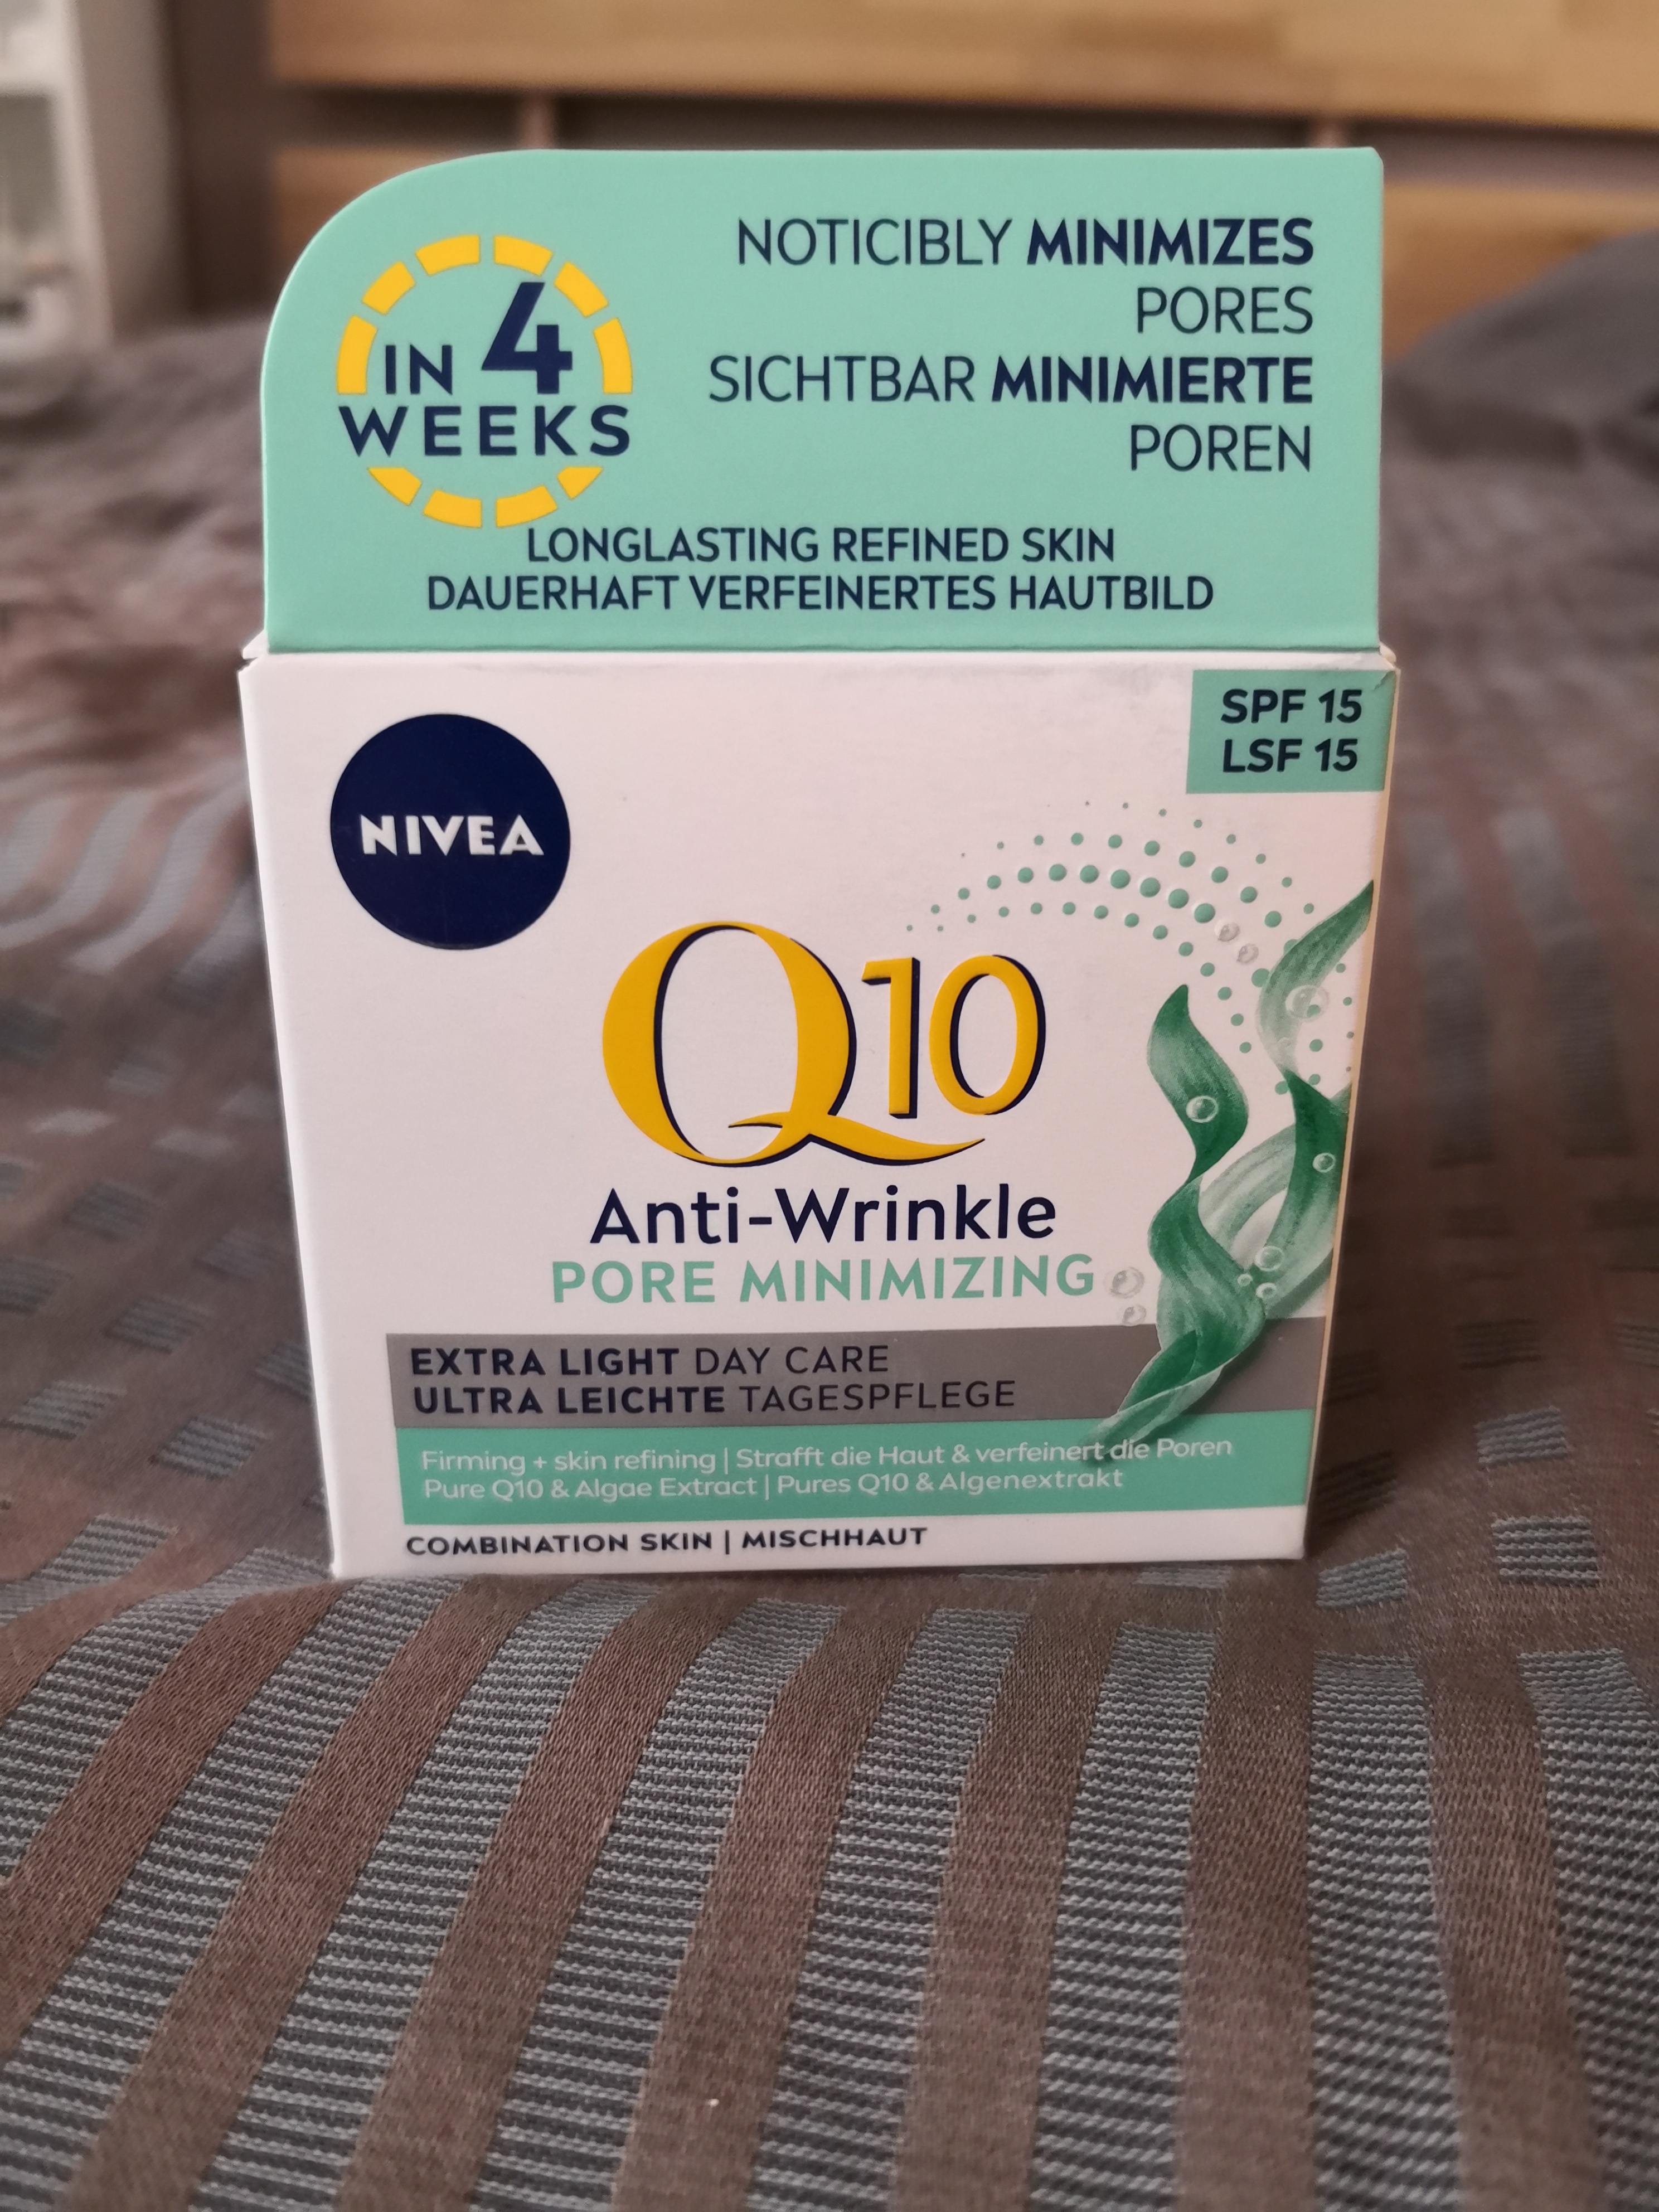 IN 4
WEEKS
NOTICIBLY MINIMIZES
PORES
SICHTBAR MINIMIERTE
POREN
LONGLASTING REFINED SKIN
DAUERHAFT VERFEINERTES HAUTBILD
SPF 15
LSF 15
NIVEA
Q10
Anti-Wrinkle
PORE MINIMIZING
EXTRA LIGHT DAY CARE
ULTRA LEICHTE TAGESPFLEGE
Firming + skin refining | Strafft die Haut & verfeinert die Poren
Pure Q10 & Algae Extract | Pures Q10 & Algenextrakt
COMBINATION SKIN | MISCHHAUT